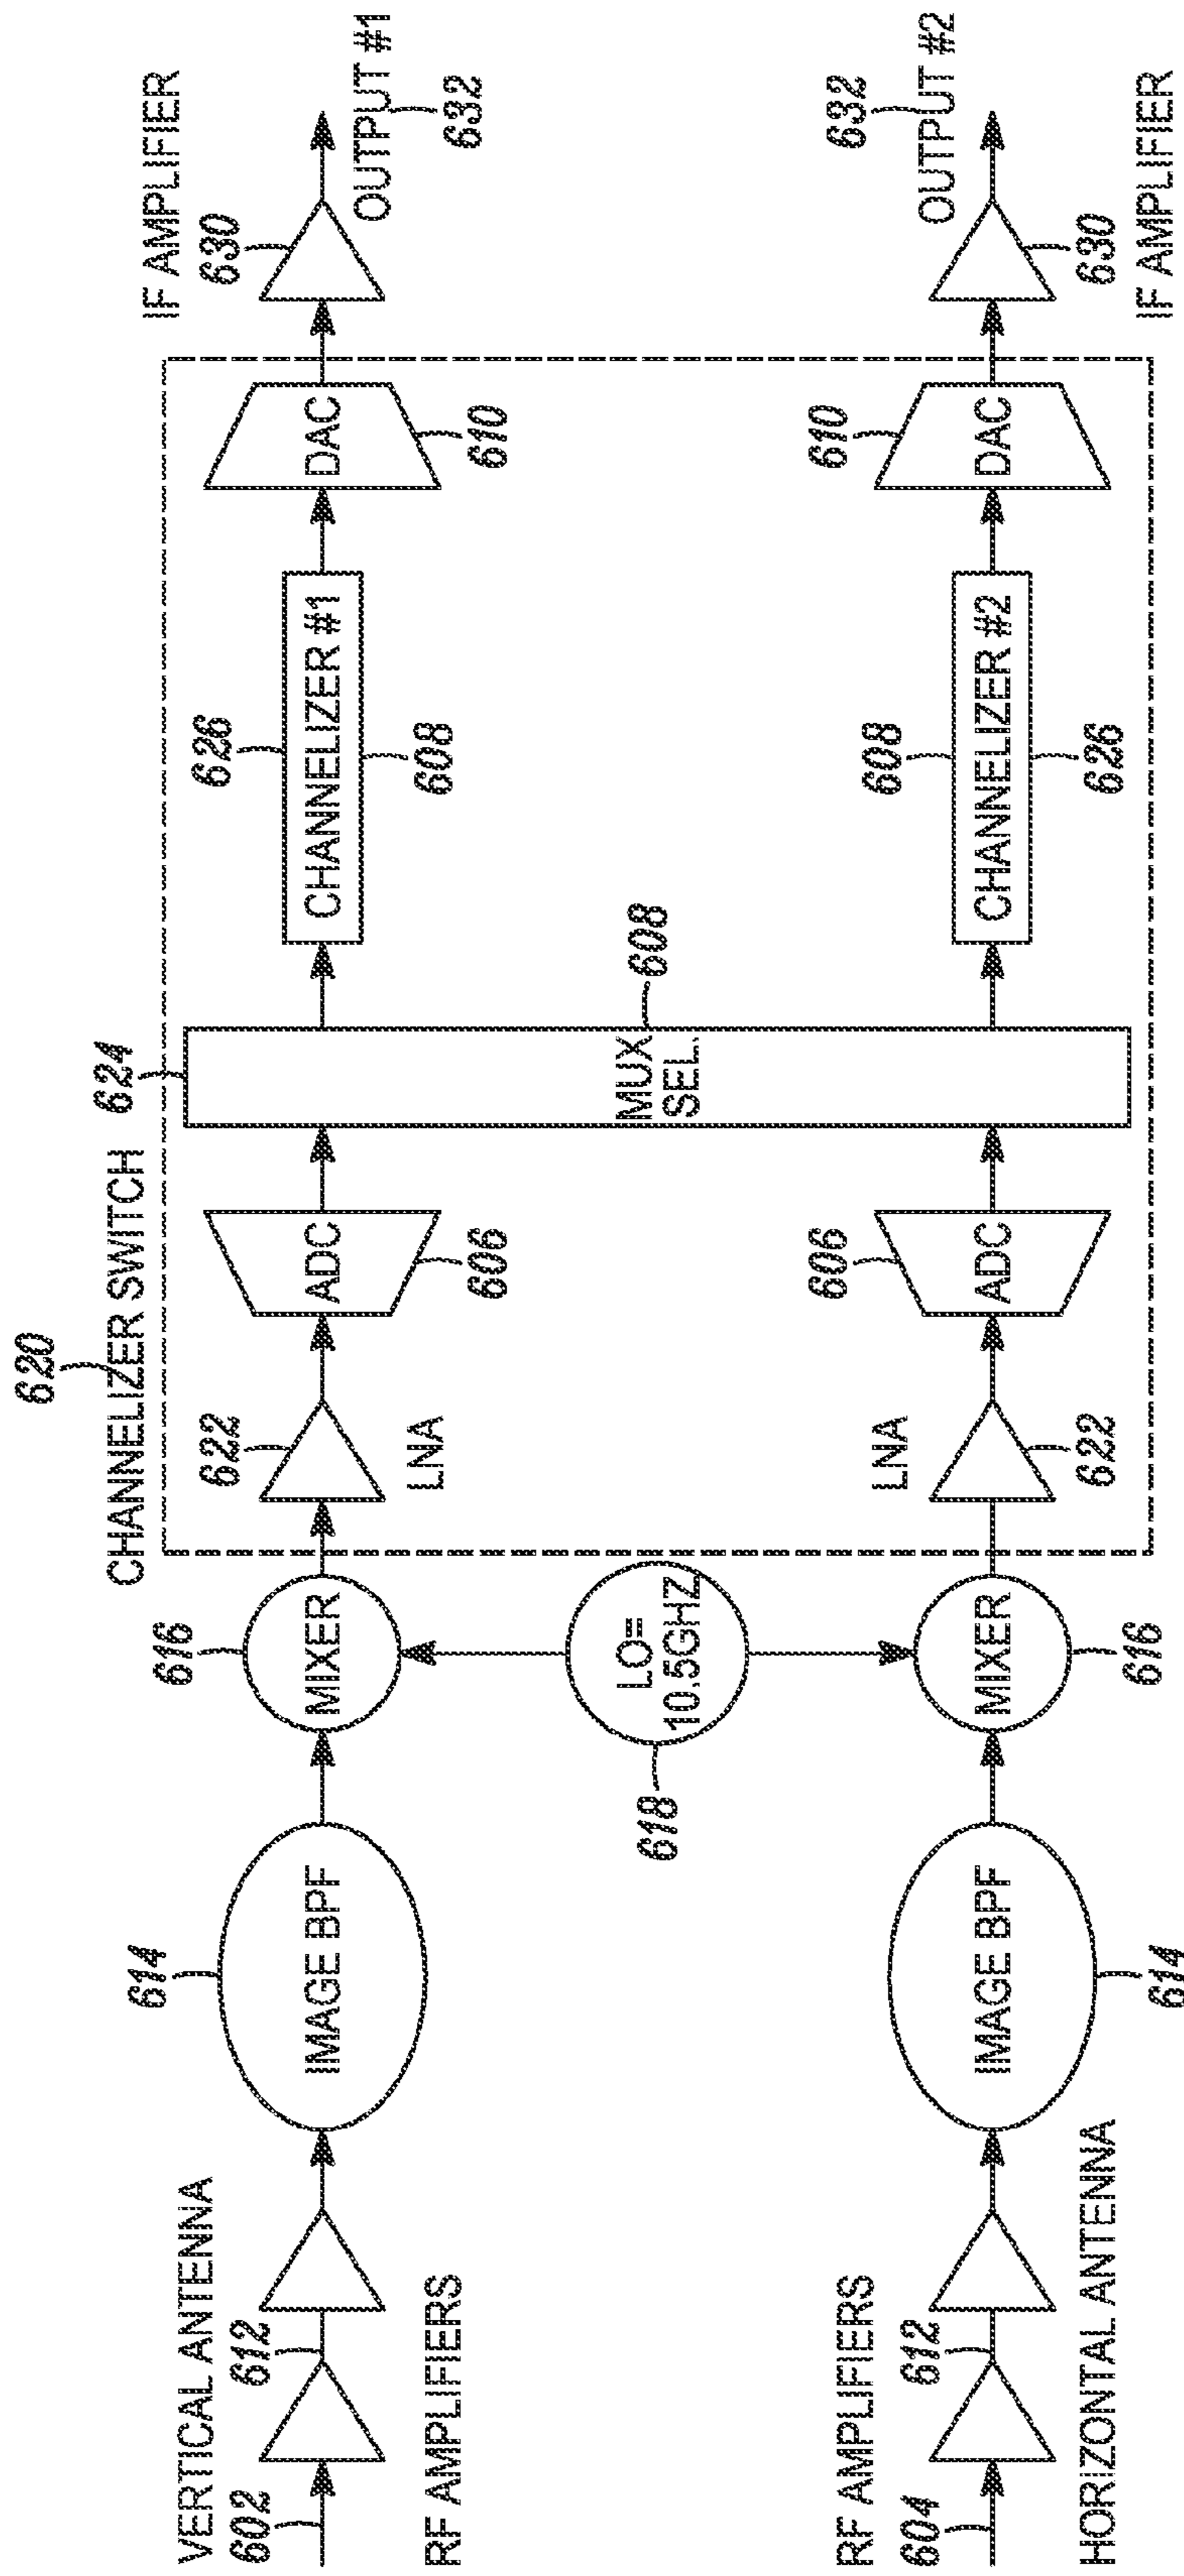 VERTICAL ANTENNA
602
612
RF AMPLIFIERS
614
IMAGE BPF
616
MIXER
620
CHANNELIZER SWITCH
622
LNA
ADC
606
624
626
CHANNELIZER #1
608
DAC
610
IF AMPLIFIER
630
OUTPUT #1
632
618
LO=
10.5GHZ
MUX
SEL.
608
RF AMPLIFIERS
604
612
HORIZONTAL ANTENNA
IMAGE BPF
614
MIXER
616
LNA
622
606
ADC
608
CHANNELIZER #2
626
610
DAC
632
OUTPUT #2
630
IF AMPLIFIER